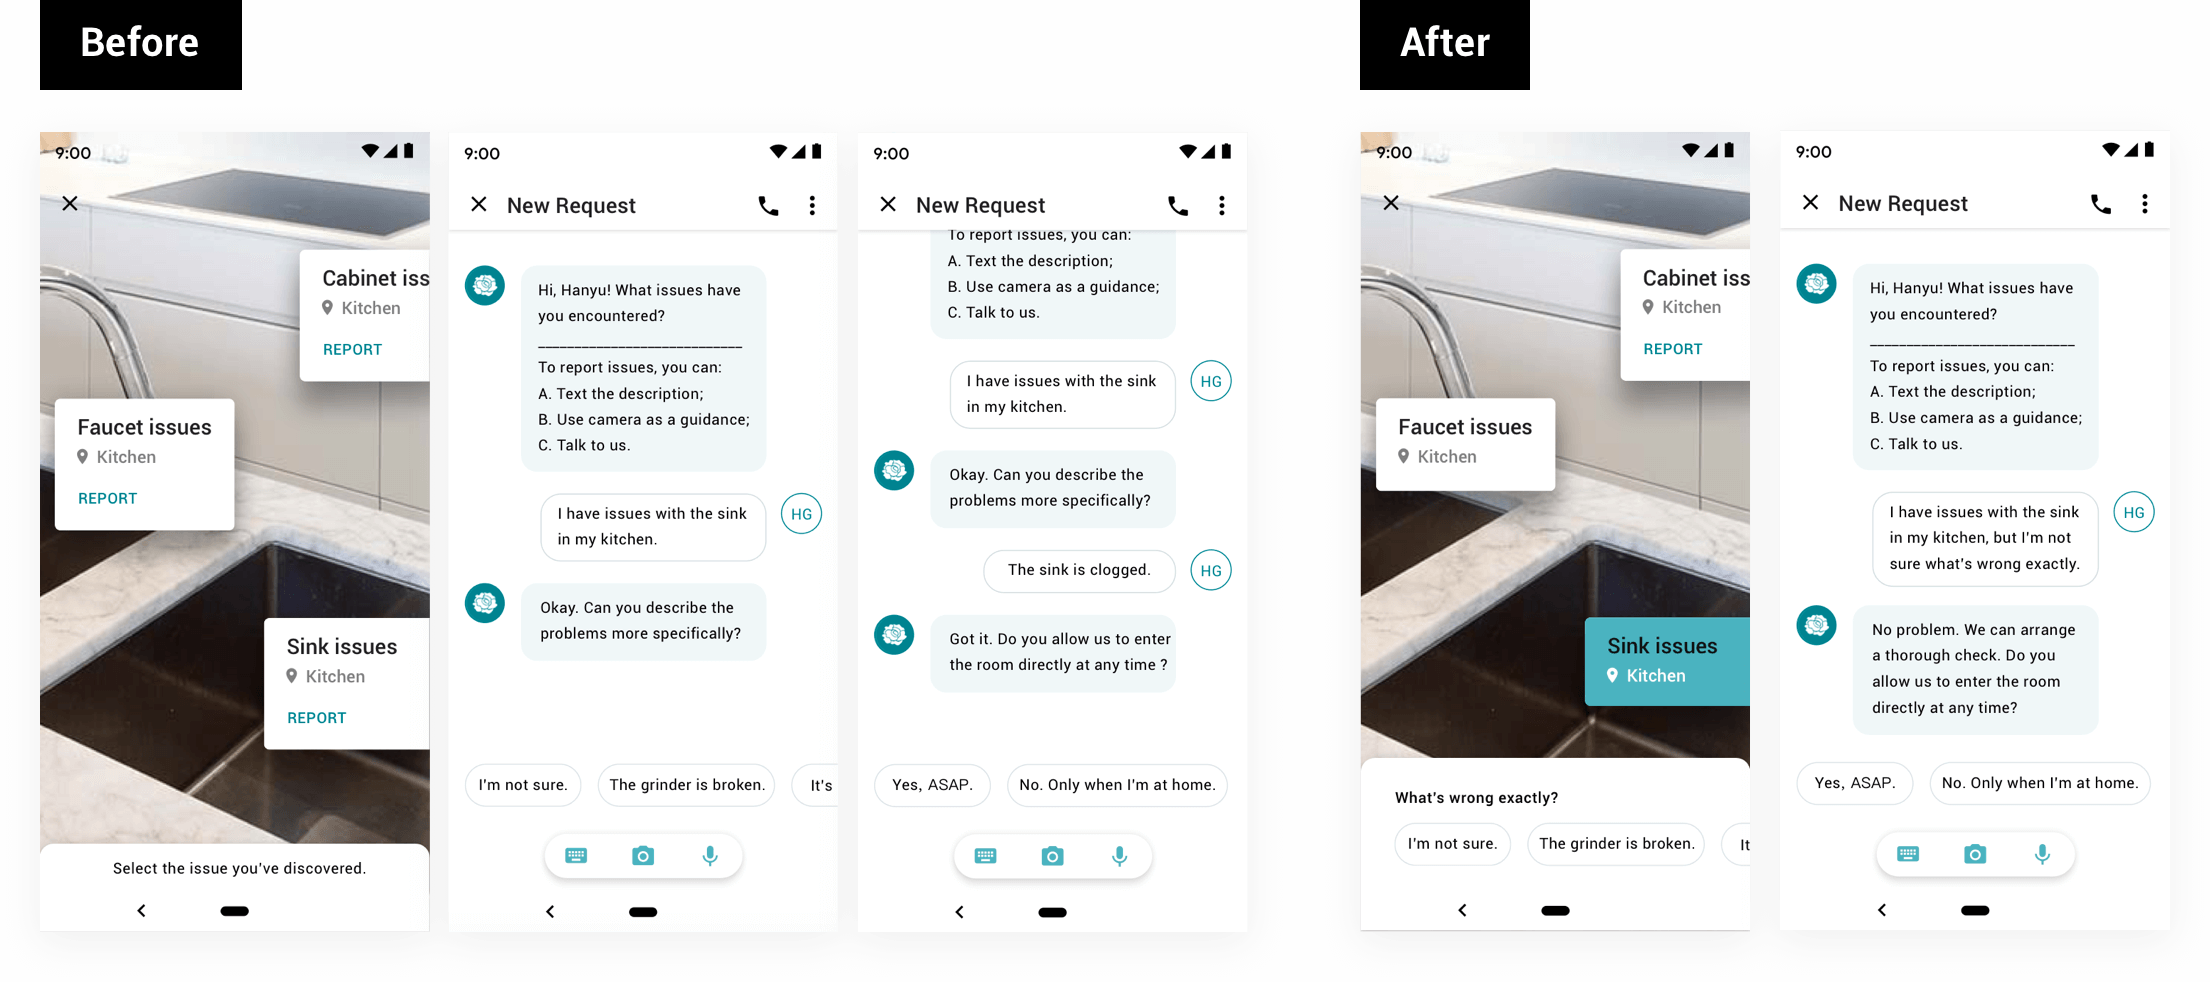 Before
After
9:00
Cabinet iss
Kitchen
REPORT
Faucet issues
Kitchen
REPORT
Sink issues
Kitchen
REPORT
Select the issue you've discovered.
9:00
New Request
Hi, Hanyu! What issues have
you encountered?
To report issues, you can:
A. Text the description;
B. Use camera as a guidance;
C. Talk to us.
I have issues with the sink
in my kitchen.
HG
Okay. Can you describe the
problems more specifically?
I'm not sure.
The grinder is broken.
It's
9:00
New Request
To report issues, you can:
A. Text the description;
B. Use camera as a guidance;
C. Talk to us.
I have issues with the sink
in my kitchen.
HG
Okay. Can you describe the
problems more specifically?
The sink is clogged.
HG
Got it. Do you allow us to enter
the room directly at any time ?
Yes, ASAP.
No. Only when I'm at home.
9:00
Cabinet iss
Kitchen
REPORT
Faucet issues
Kitchen
Sink issues
Kitchen
What's wrong exactly?
I'm not sure.
The grinder is broken.
It
9:00
New Request
Hi, Hanyu! What issues have
you encountered?
To report issues, you can:
A. Text the description;
B. Use camera as a guidance;
C. Talk to us.
I have issues with the sink
in my kitchen, but I'm not
sure what's wrong exactly.
HG
No problem. We can arrange
a thorough check. Do you
allow us to enter the room
directly at any time?
Yes, ASAP.
No. Only when I'm at home.